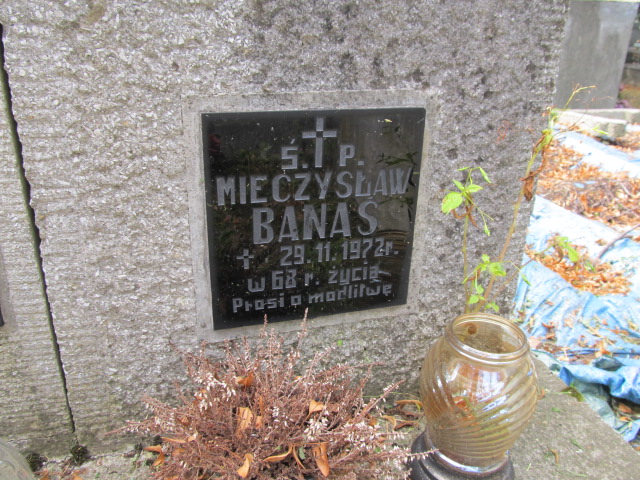 Ś. P.
MIECZYSŁAW
BANAŚ
29.11.1972r.
w 68 r. życia
Prosi o modlitwę